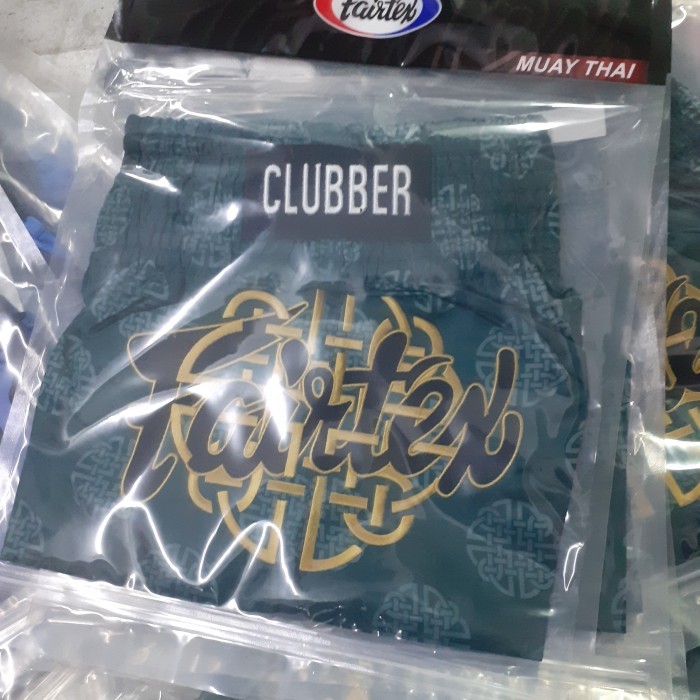 Fairtex
MUAY THAI
CLUBBER
Fairtex